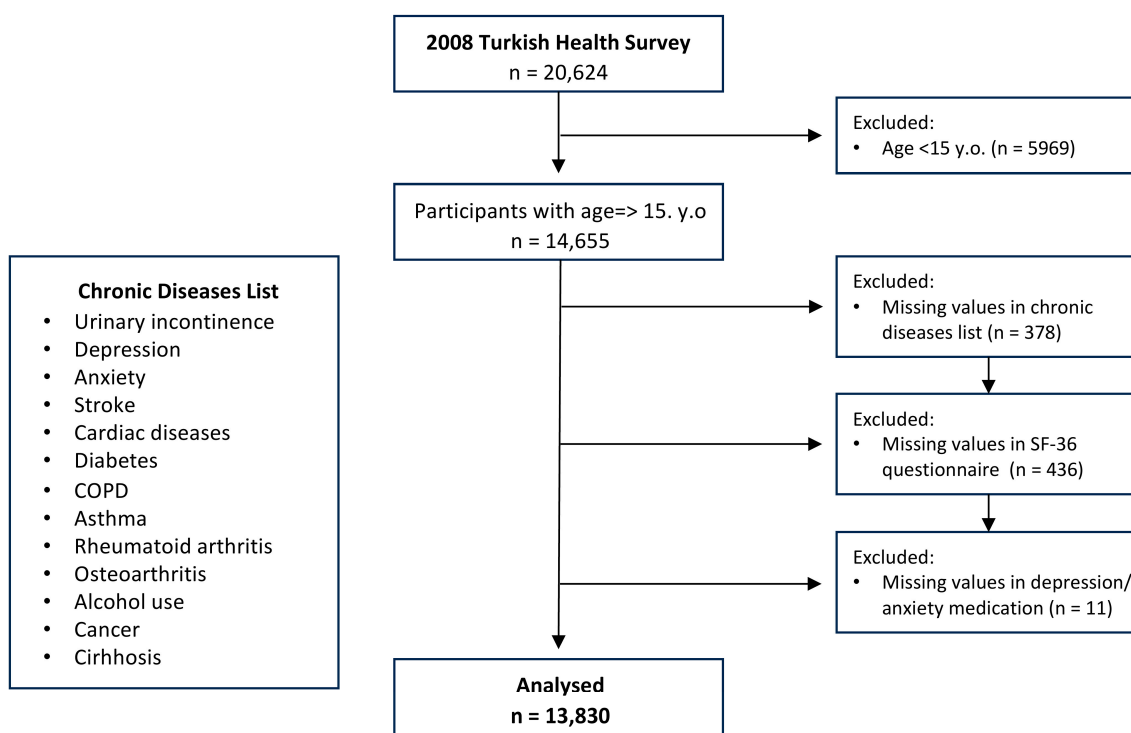 2008 Turkish Health Survey
n = 20,624
Excluded:
• Age <15 y.o. (n = 5969)
Participants with age=> 15. y.o
n = 14,655
Chronic Diseases List
• Urinary incontinence
• Depression
• Anxiety
• Stroke
• Cardiac diseases
• Diabetes
• COPD
• Asthma
• Rheumatoid arthritis
• Osteoarthritis
• Alcohol use
• Cancer
• Cirhhosis
Excluded:
• Missing values in chronic
diseases list (n = 378)
Excluded:
• Missing values in SF-36
questionnaire (n = 436)
Excluded:
• Missing values in depression/
anxiety medication (n = 11)
Analysed
n = 13,830